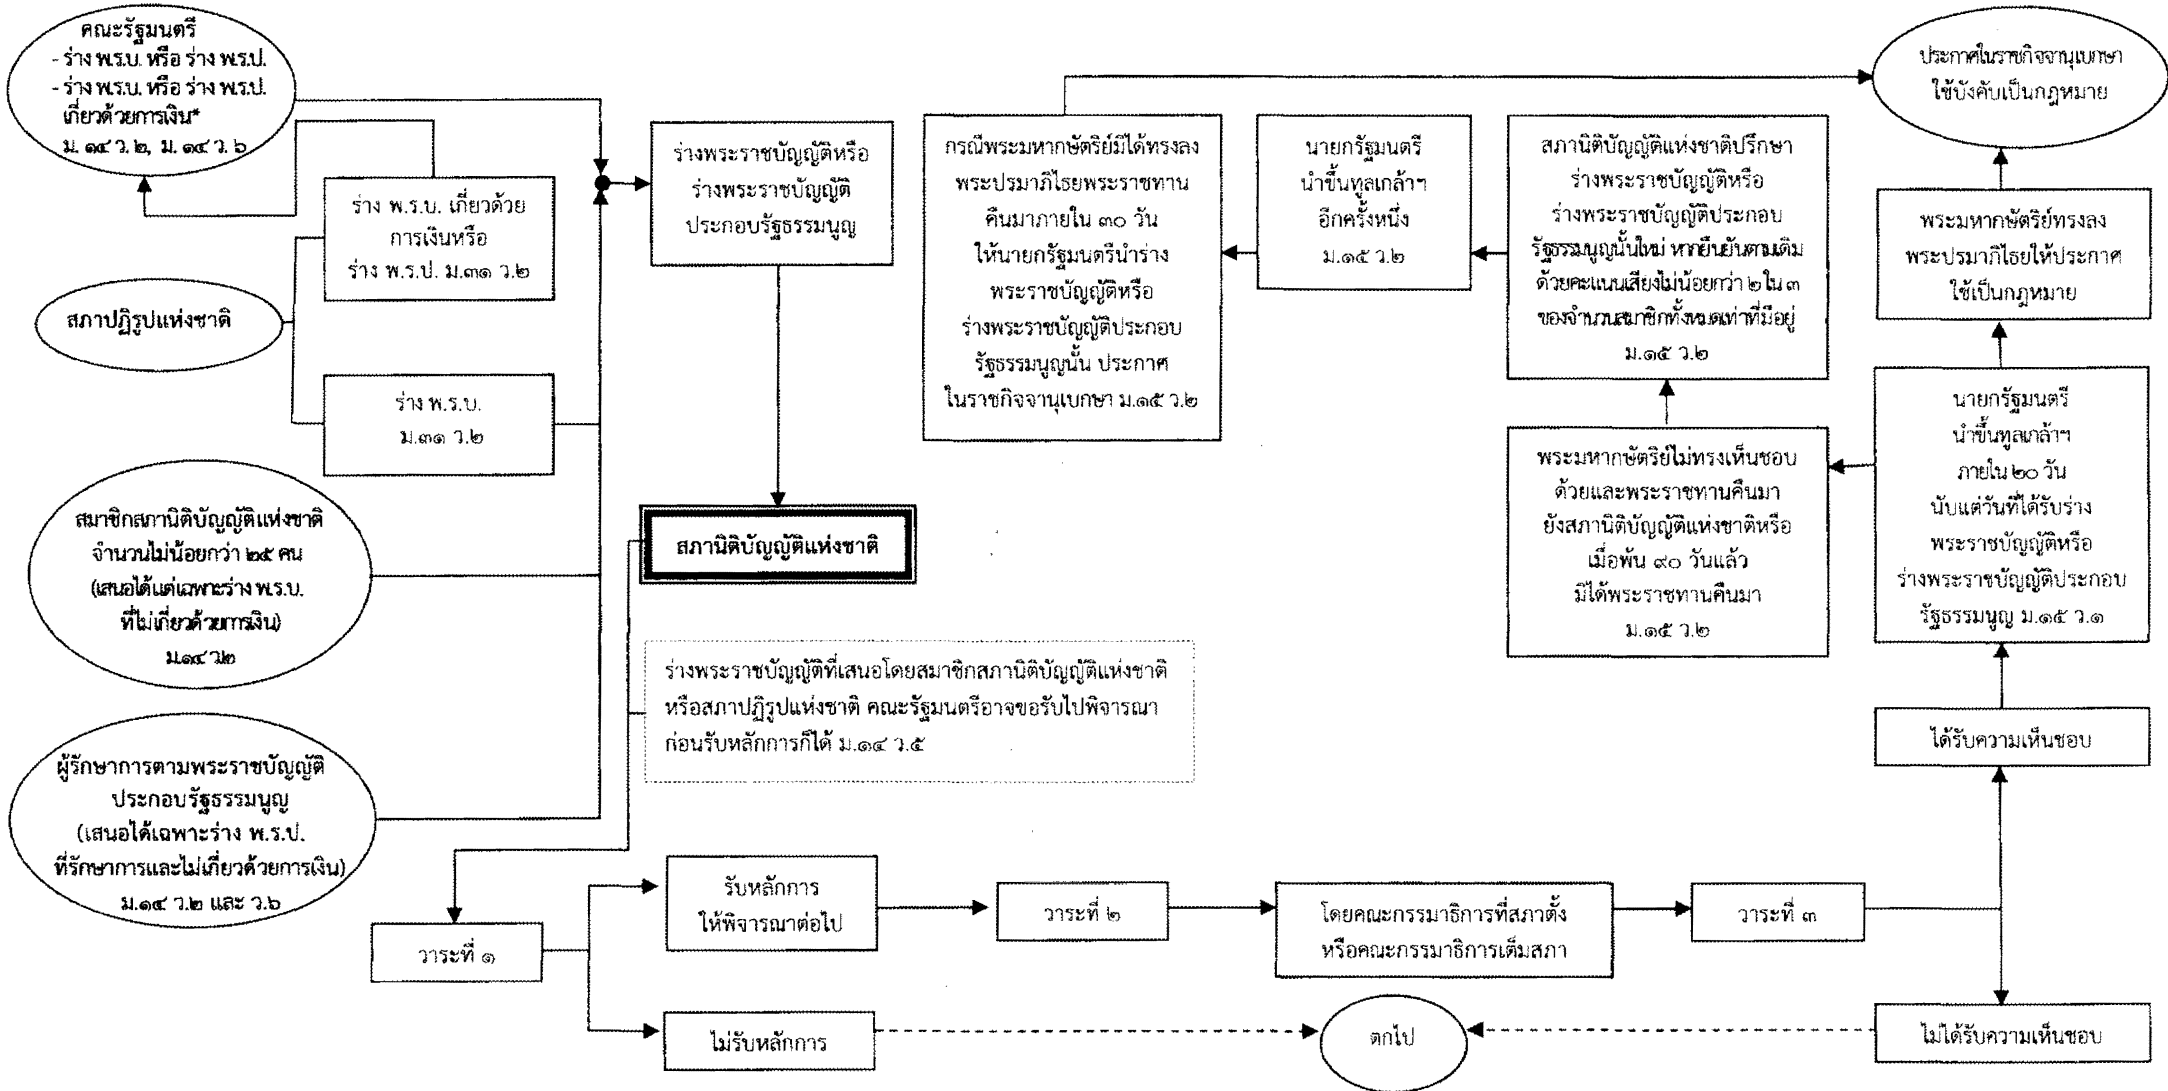 คณะรัฐมนตรี
- ร่าง พ.ร.บ. หรือ ร่าง พ.ร.ป.
- ร่าง พ.ร.บ. หรือ ร่าง พ.ร.ป.
เกี่ยวด้วยการเงิน*
ม. ๑๔ ว. ๒, ม. ๑๔ ว. ๖
ร่าง พ.ร.บ. เกี่ยวด้วย
การเงินหรือ
ร่าง พ.ร.ป. ม.๓๑ ว.๒
สภาปฏิรูปแห่งชาติ
ร่าง พ.ร.บ.
ม.๓๑ ว.๒
สมาชิกสภานิติบัญญัติแห่งชาติ
จำนวนไม่น้อยกว่า ๒๕ คน
(เสนอได้แต่เฉพาะร่าง พ.ร.บ.
ที่ไม่เกี่ยวด้วยการเงิน)
ม.๑๔ ว.๒
ผู้รักษาการตามพระราชบัญญัติ
ประกอบรัฐธรรมนูญ
(เสนอได้เฉพาะร่าง พ.ร.ป.
ที่รักษาการและไม่เกี่ยวด้วยการเงิน)
ม.๑๔ ว.๒ และ ว.๖
ร่างพระราชบัญญัติหรือ
ร่างพระราชบัญญัติ
ประกอบรัฐธรรมนูญ
สภานิติบัญญัติแห่งชาติ
ร่างพระราชบัญญัติที่เสนอโดยสมาชิกสภานิติบัญญัติแห่งชาติ
หรือสภาปฏิรูปแห่งชาติ คณะรัฐมนตรีอาจขอรับไปพิจารณา
ก่อนรับหลักการก็ได้ ม.๑๔ ว.๕
วาระที่ ๑
รับหลักการ
ให้พิจารณาต่อไป
ไม่รับหลักการ
วาระที่ ๒
โดยคณะกรรมาธิการที่สภาตั้ง
หรือคณะกรรมาธิการเต็มสภา
วาระที่ ๓
ตกไป
ไม่ได้รับความเห็นชอบ
ได้รับความเห็นชอบ
นายกรัฐมนตรี
นำขึ้นทูลเกล้าฯ
ภายใน ๒๐ วัน
นับแต่วันที่ได้รับร่าง
พระราชบัญญัติหรือ
ร่างพระราชบัญญัติประกอบ
รัฐธรรมนูญ ม.๑๕ ว.๑
พระมหากษัตริย์ทรงลง
พระปรมาภิไธยให้ประกาศ
ใช้เป็นกฎหมาย
ประกาศในราชกิจจานุเบกษา
ใช้บังคับเป็นกฎหมาย
พระมหากษัตริย์ไม่ทรงเห็นชอบ
ด้วยและพระราชทานคืนมา
ยังสภานิติบัญญัติแห่งชาติหรือ
เมื่อพ้น ๙๐ วันแล้ว
มิได้พระราชทานคืนมา
ม.๑๕ ว.๒
สภานิติบัญญัติแห่งชาติปรึกษา
ร่างพระราชบัญญัติหรือ
ร่างพระราชบัญญัติประกอบ
รัฐธรรมนูญนั้นใหม่ หากยืนยันตามเดิม
ด้วยคะแนนเสียงไม่น้อยกว่า ๒ ใน ๓
ของจำนวนสมาชิกทั้งหมดเท่าที่มีอยู่
ม.๑๕ ว.๒
นายกรัฐมนตรี
นำขึ้นทูลเกล้าฯ
อีกครั้งหนึ่ง
ม.๑๕ ว.๒
กรณีพระมหากษัตริย์มิได้ทรงลง
พระปรมาภิไธยพระราชทาน
คืนมาภายใน ๓๐ วัน
ให้นายกรัฐมนตรีนำร่าง
พระราชบัญญัติหรือ
ร่างพระราชบัญญัติประกอบ
รัฐธรรมนูญนั้น ประกาศ
ในราชกิจจานุเบกษา ม.๑๕ ว.๒